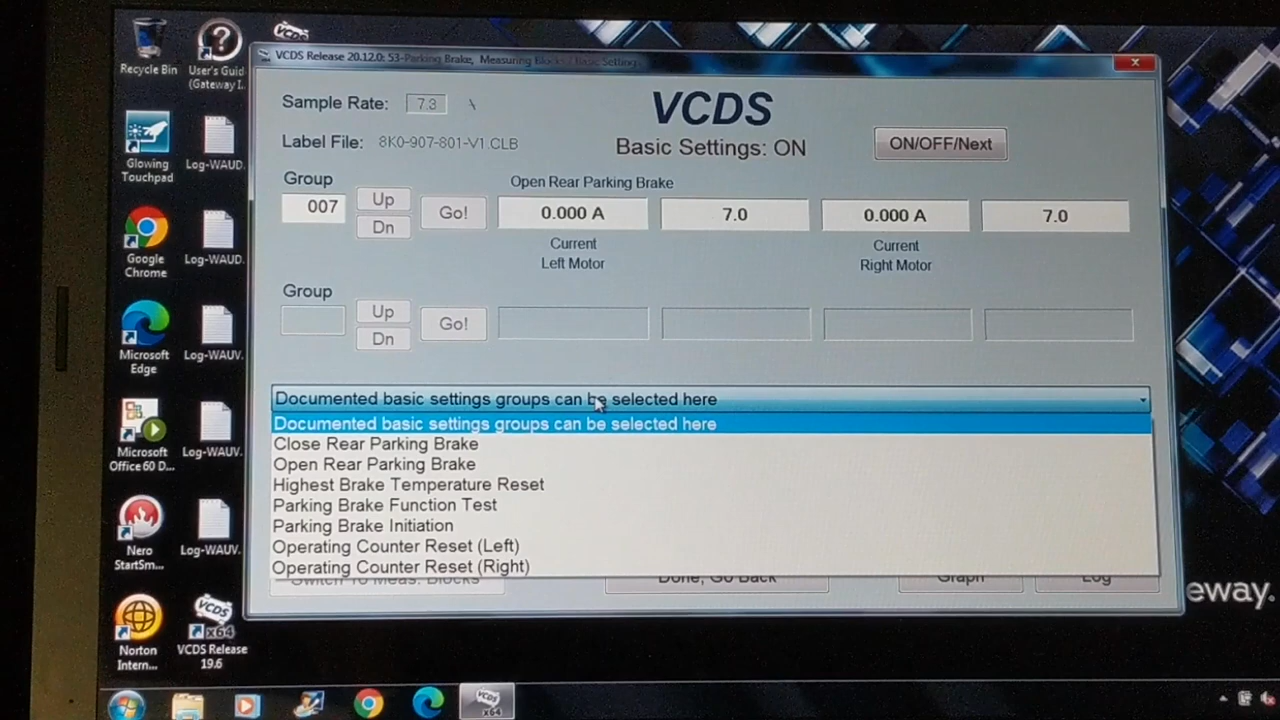 VCDS
Recycle Bin
User's Guid
(Gateway I..
VCDS Release 20.12.0: 53-Parking Brake, Measuring Blocks / Basic Setting
Sample Rate: 7.3
VCDS
Label File: 8K0-907-801-V1.CLB
Basic Settings: ON
ON/OFF/Next
Glowing
Touchpad
Log-WAUD.
Group
Open Rear Parking Brake
007
Up
Dn
Go!
0.000 A
7.0
0.000 A
7.0
Current
Left Motor
Current
Right Motor
Google
Chrome
Log-WAUD.
Group
Up
Dn
Go!
Microsoft
Edge
Log-WAUV.
Documented basic settings groups can be selected here
Documented basic settings groups can be selected here
Close Rear Parking Brake
Open Rear Parking Brake
Highest Brake Temperature Reset
Parking Brake Function Test
Parking Brake Initiation
Operating Counter Reset (Left)
Operating Counter Reset (Right)
Microsoft
Office 60 D...
Log-WAUV.
Nero
StartSm...
Log-WAUV.
Switch To Meas. Blocks
Done, Go Back
Graph
Log
eway.
Norton
Intern...
VCDS
x64
VCDS Release
19.6
VCDS
x64